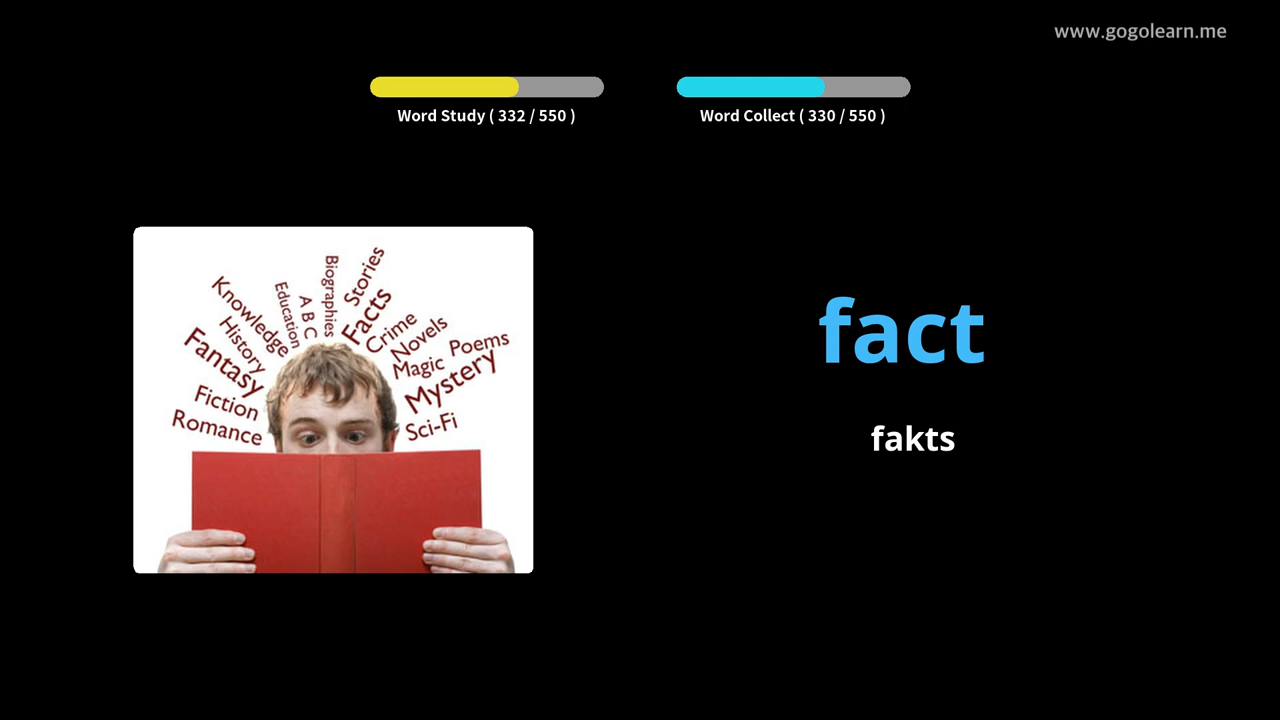 www.gogolearn.me
Word Study ( 332 / 550 )
Word Collect ( 330 / 550 )
Romance
Fiction
Fantasy
History
Knowledge
Education
A B C
Biographies
Stories
Facts
Crime
Novels
Magic
Poems
Mystery
Sci-Fi
fact
fakts